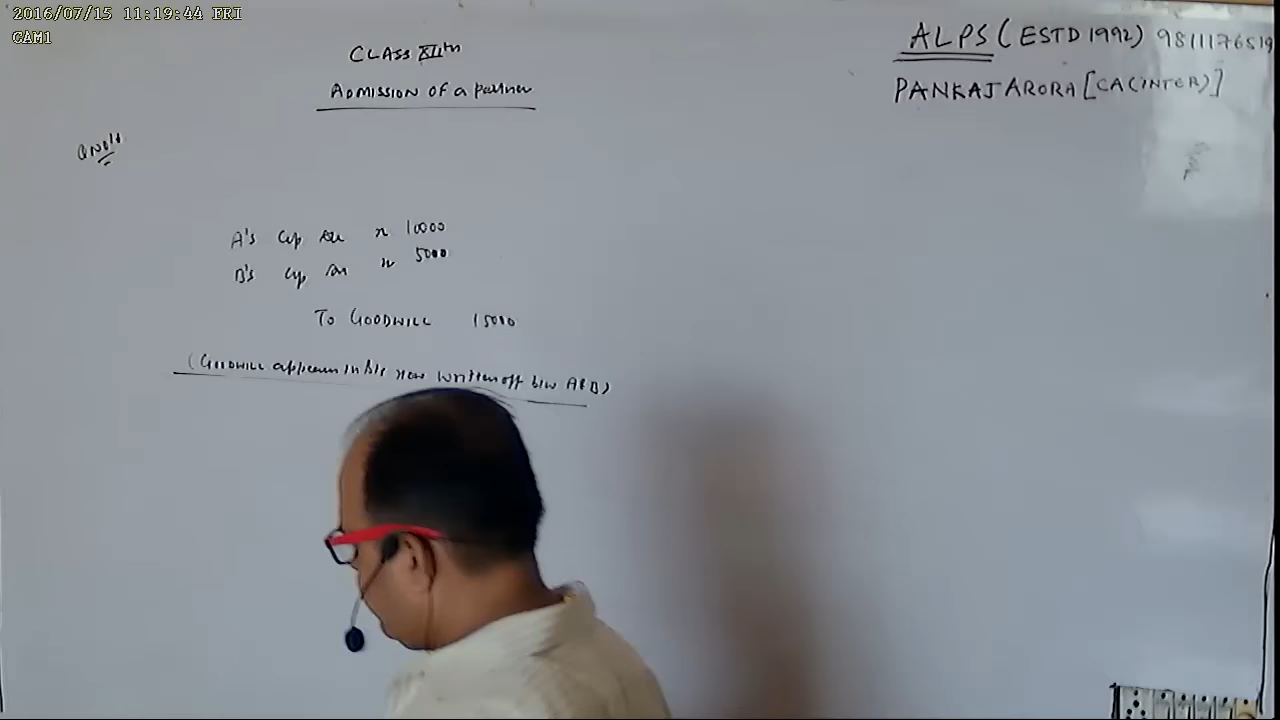 2016/07/15 11:19:44 FRI
CAM1
CLASS XIIth
ADMISSION OF a partner
ALPS (ESTD 1992) 9811176519
PANKAJ ARORA [CA (INTER)]
A's Cap 10000
B's Cap 5000
To GOODWILL 15000
(GOODWILL appears in B/s now written off b/w A&B)